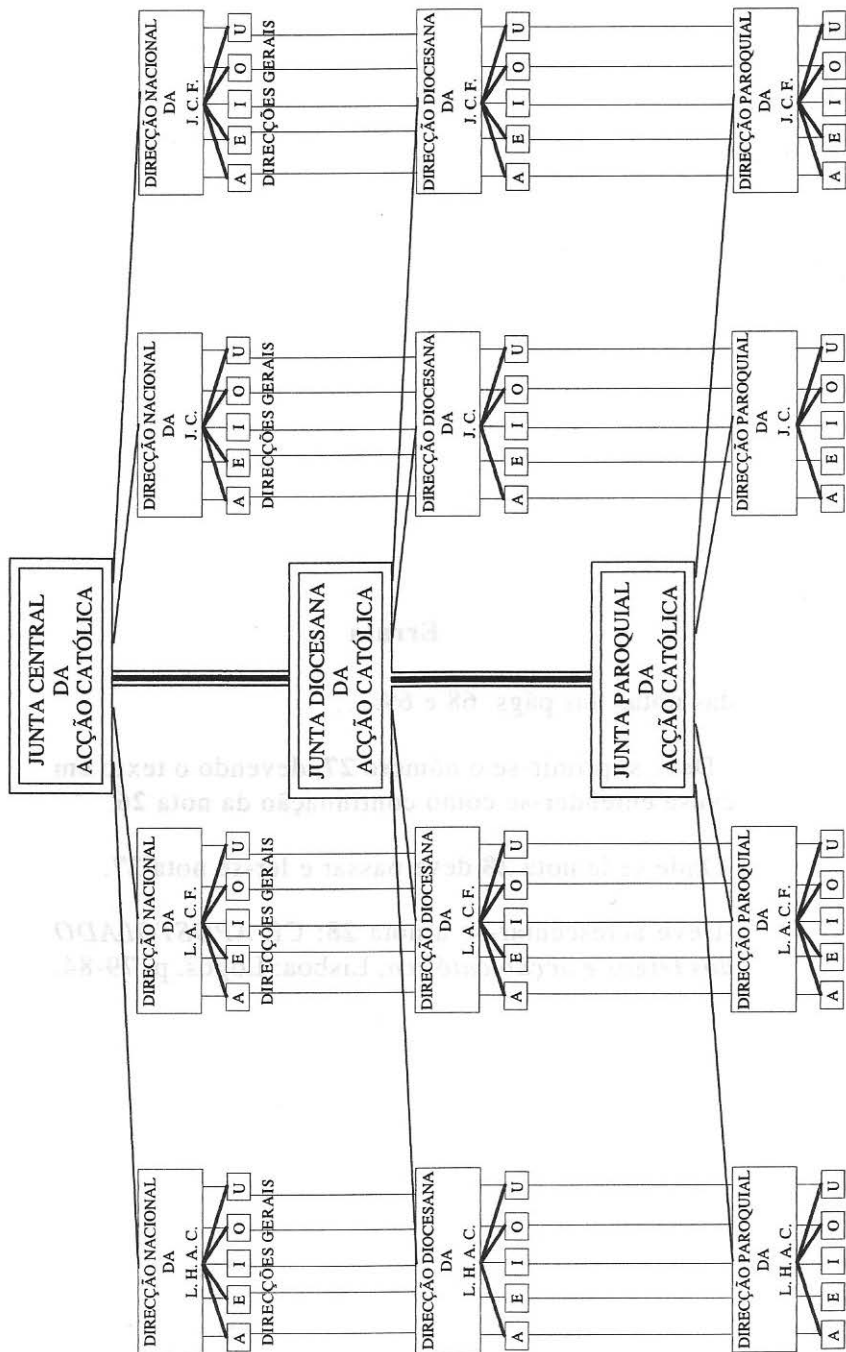 JUNTA CENTRAL
DA
ACÇÃO CATÓLICA
DIRECÇÃO NACIONAL
DA
L. H. A. C.
A E I O U
DIRECÇÕES GERAIS
DIRECÇÃO NACIONAL
DA
L. A. C. F.
A E I O U
DIRECÇÕES GERAIS
DIRECÇÃO NACIONAL
DA
J. C.
A E I O U
DIRECÇÕES GERAIS
DIRECÇÃO NACIONAL
DA
J. C. F.
A E I O U
DIRECÇÕES GERAIS
JUNTA DIOCESANA
DA
ACÇÃO CATÓLICA
DIRECÇÃO DIOCESANA
DA
L. H. A. C.
A E I O U
DIRECÇÃO DIOCESANA
DA
L. A. C. F.
A E I O U
DIRECÇÃO DIOCESANA
DA
J. C.
A E I O U
DIRECÇÃO DIOCESANA
DA
J. C. F.
A E I O U
JUNTA PAROQUIAL
DA
ACÇÃO CATÓLICA
DIRECÇÃO PAROQUIAL
DA
L. H. A. C.
A E I O U
DIRECÇÃO PAROQUIAL
DA
L. A. C. F.
A E I O U
DIRECÇÃO PAROQUIAL
DA
J. C.
A E I O U
DIRECÇÃO PAROQUIAL
DA
J. C. F.
A E I O U